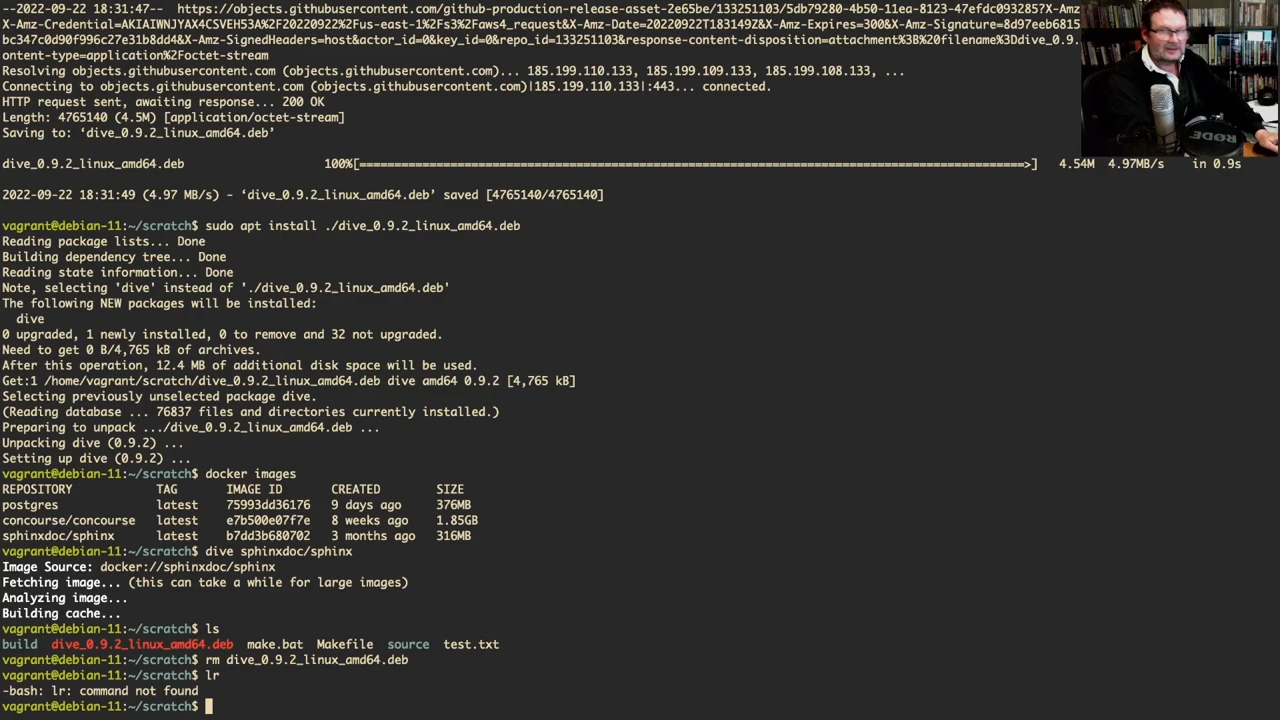 --2022-09-22 18:31:47-- https://objects.githubusercontent.com/github-production-release-asset-2e65be/133251103/5db79280-4b50-11ea-8123-47efdc093285?X-Amz
X-Amz-Credential=AKIAIWNJYAX4CSVEH53A%2F20220922%2Fus-east-1%2Fs3%2Faws4_request&X-Amz-Date=20220922T183149Z&X-Amz-Expires=300&X-Amz-Signature=8d97eeb6815
bc347c0d90f996c27e31b8dd4&X-Amz-SignedHeaders=host&actor_id=0&key_id=0&repo_id=133251103&response-content-disposition=attachment%3B%20filename%3Ddive_0.9.
ontent-type=application%2Foctet-stream
Resolving objects.githubusercontent.com (objects.githubusercontent.com)... 185.199.110.133, 185.199.109.133, 185.199.108.133, ...
Connecting to objects.githubusercontent.com (objects.githubusercontent.com)|185.199.110.133|:443... connected.
HTTP request sent, awaiting response... 200 OK
Length: 4765140 (4.5M) [application/octet-stream]
Saving to: ‘dive_0.9.2_linux_amd64.deb’
dive_0.9.2_linux_amd64.deb 100%[=====================================================================================================>] 4.54M 4.97MB/s in 0.9s
2022-09-22 18:31:49 (4.97 MB/s) - ‘dive_0.9.2_linux_amd64.deb’ saved [4765140/4765140]
vagrant@debian-11:~/scratch$ sudo apt install ./dive_0.9.2_linux_amd64.deb
Reading package lists... Done
Building dependency tree... Done
Reading state information... Done
Note, selecting 'dive' instead of './dive_0.9.2_linux_amd64.deb'
The following NEW packages will be installed:
dive
0 upgraded, 1 newly installed, 0 to remove and 32 not upgraded.
Need to get 0 B/4,765 kB of archives.
After this operation, 12.4 MB of additional disk space will be used.
Get:1 /home/vagrant/scratch/dive_0.9.2_linux_amd64.deb dive amd64 0.9.2 [4,765 kB]
Selecting previously unselected package dive.
(Reading database ... 76837 files and directories currently installed.)
Preparing to unpack .../dive_0.9.2_linux_amd64.deb ...
Unpacking dive (0.9.2) ...
Setting up dive (0.9.2) ...
vagrant@debian-11:~/scratch$ docker images
REPOSITORY TAG IMAGE ID CREATED SIZE
postgres latest 75993dd36176 9 days ago 376MB
concourse/concourse latest e7b500e07f7e 8 weeks ago 1.85GB
sphinxdoc/sphinx latest b7dd3b680702 3 months ago 316MB
vagrant@debian-11:~/scratch$ dive sphinxdoc/sphinx
Image Source: docker://sphinxdoc/sphinx
Fetching image... (this can take a while for large images)
Analyzing image...
Building cache...
vagrant@debian-11:~/scratch$ ls
build dive_0.9.2_linux_amd64.deb make.bat Makefile source test.txt
vagrant@debian-11:~/scratch$ rm dive_0.9.2_linux_amd64.deb
vagrant@debian-11:~/scratch$ lr
-bash: lr: command not found
vagrant@debian-11:~/scratch$
RØDE